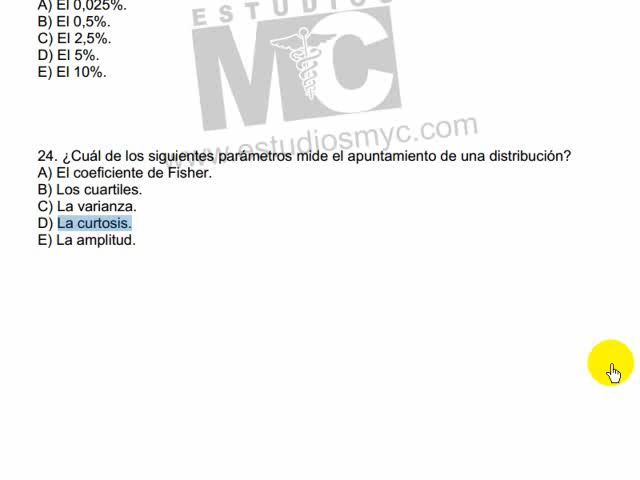 A) El 0,025%.
B) El 0,5%.
C) El 2,5%.
D) El 5%.
E) El 10%.
ESTUDIOS
MC
www.estudiosmyc.com
24. ¿Cuál de los siguientes parámetros mide el apuntamiento de una distribución?
A) El coeficiente de Fisher.
B) Los cuartiles.
C) La varianza.
D) La curtosis.
E) La amplitud.